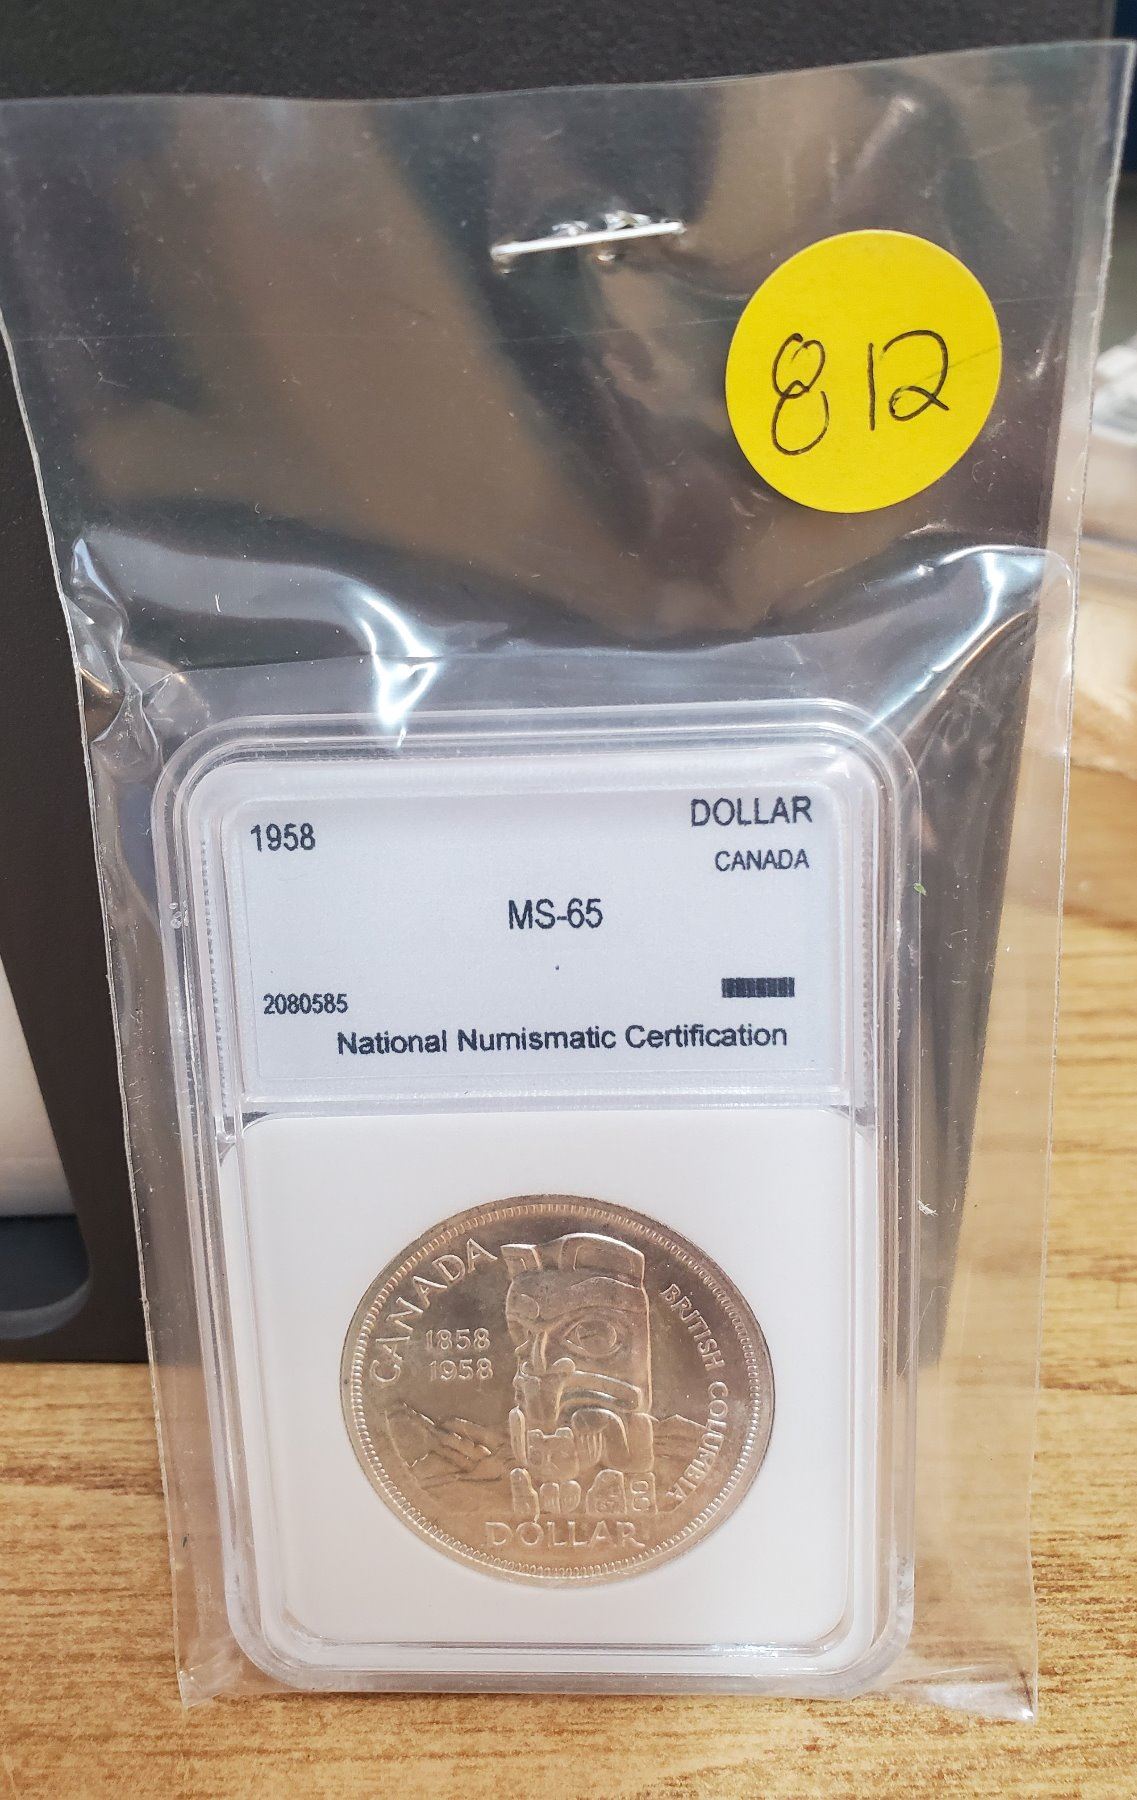 812
1958
DOLLAR
CANADA
MS-65
2080585
National Numismatic Certification
CANADA
1858
1958
BRITISH COLUMBIA
DOLLAR